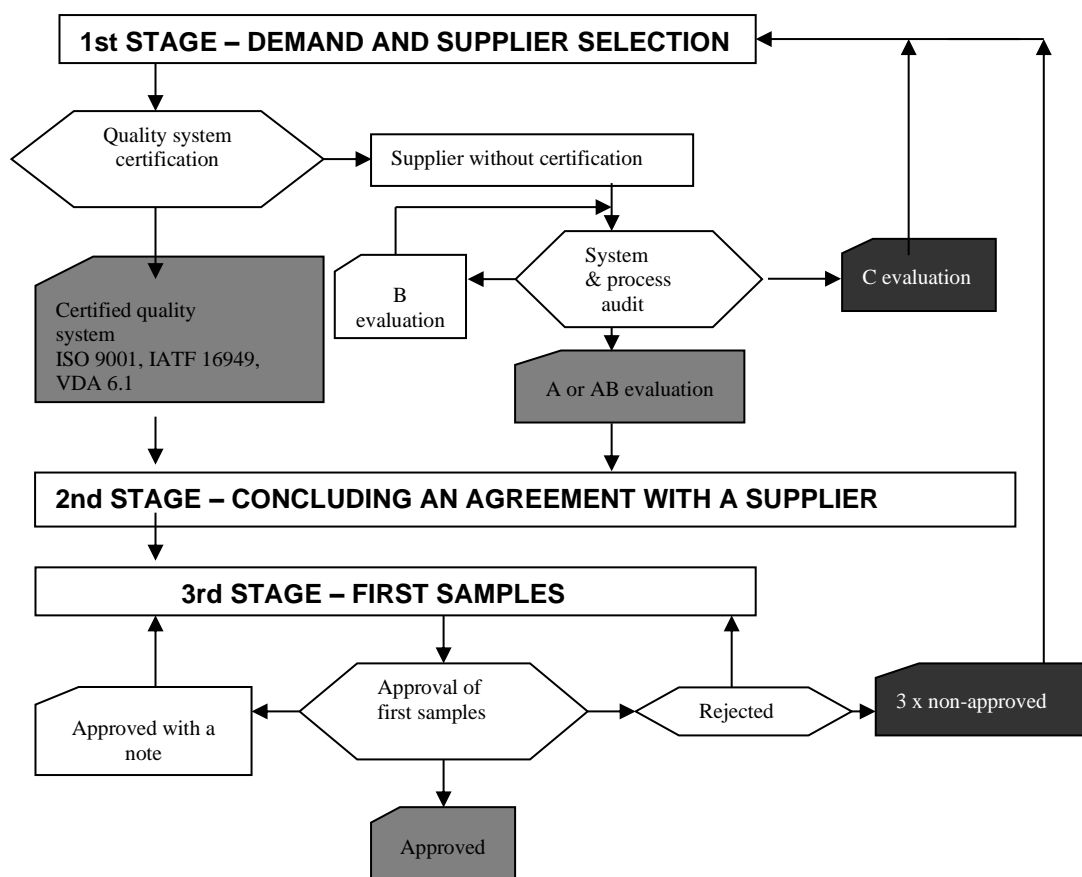 1st STAGE – DEMAND AND SUPPLIER SELECTION
Quality system
certification
Supplier without certification
System
& process
audit
B
evaluation
C evaluation
Certified quality
system
ISO 9001, IATF 16949,
VDA 6.1
A or AB evaluation
2nd STAGE – CONCLUDING AN AGREEMENT WITH A SUPPLIER
3rd STAGE – FIRST SAMPLES
Approval of
first samples
Approved with a
note
Rejected
3 x non-approved
Approved